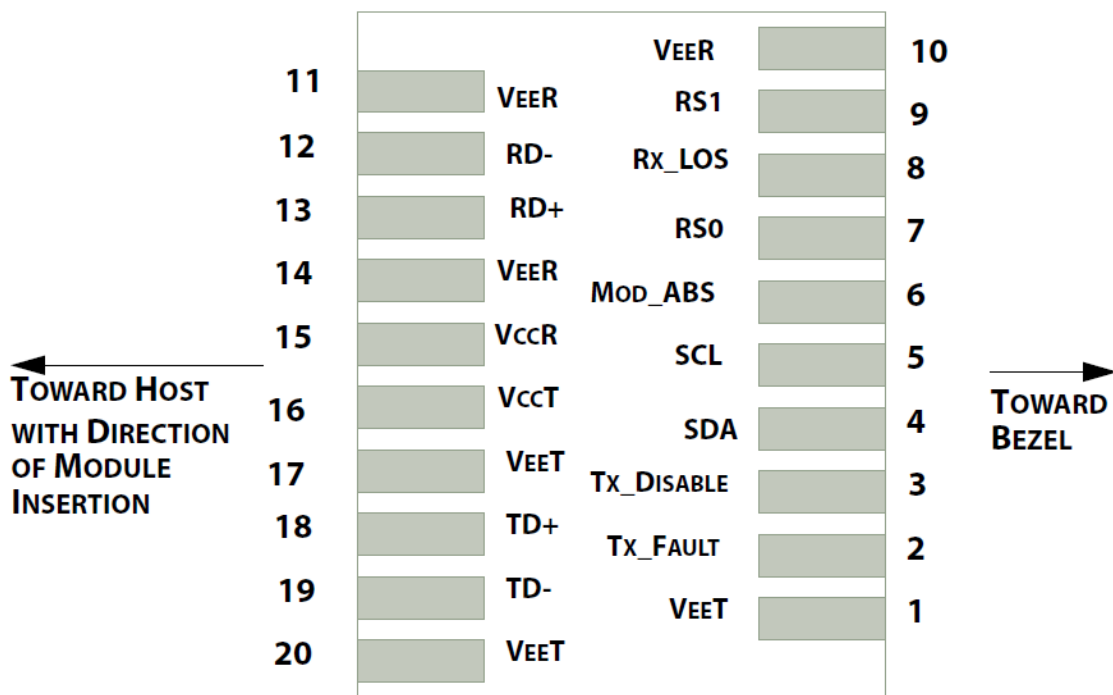 11 VEER
12 RD-
13 RD+
14 VEER
15 VCCR
16 VCCT
17 VEET
18 TD+
19 TD-
20 VEET
VEER 10
RS1 9
RX_LOS 8
RS0 7
MOD_ABS 6
SCL 5
SDA 4
TX_DISABLE 3
TX_FAULT 2
VEET 1
TOWARD HOST
WITH DIRECTION
OF MODULE
INSERTION
TOWARD
BEZEL